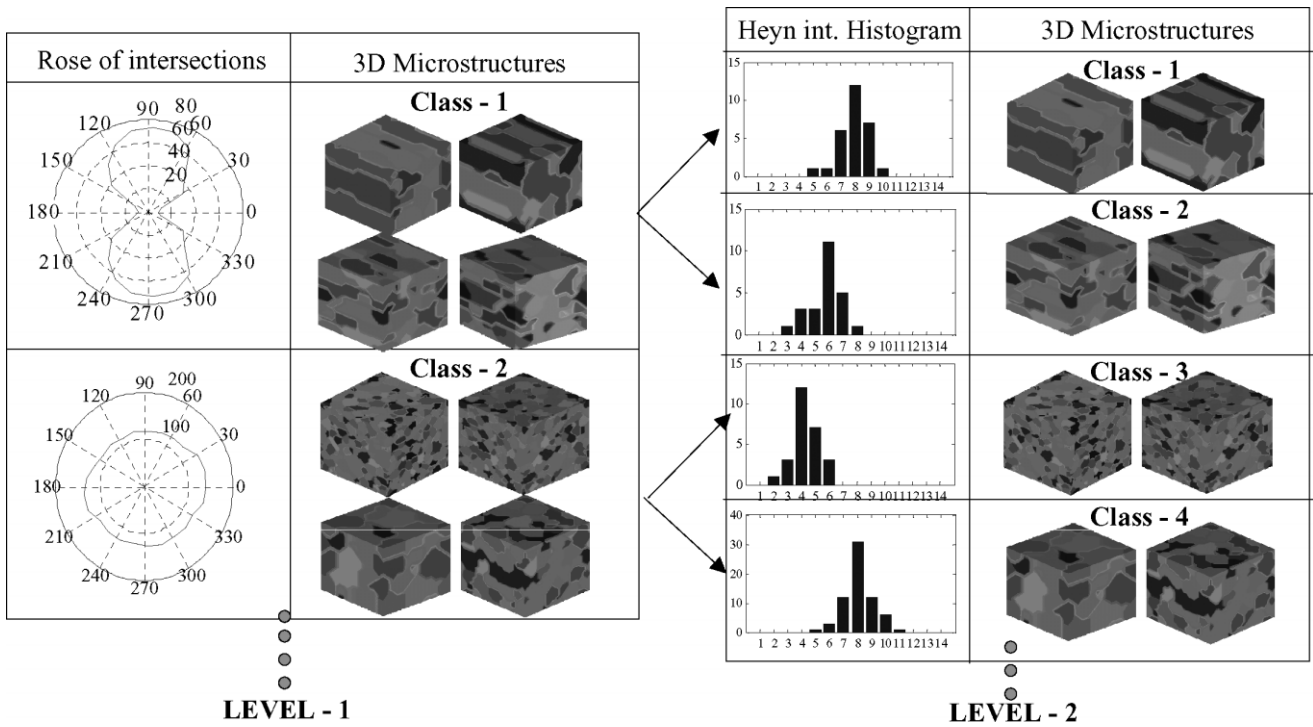 Rose of intersections
3D Microstructures
Class - 1
90
80
60
60
40
20
120
30
150
180
0
210
330
240
300
270
Class - 2
90
200
60
100
120
30
150
180
0
210
330
240
300
270
LEVEL - 1
Heyn int. Histogram
3D Microstructures
15
10
5
0
1 2 3 4 5 6 7 8 9 10 11 12 13 14
Class - 1
15
10
5
0
1 2 3 4 5 6 7 8 9 10 11 12 13 14
Class - 2
15
10
5
0
1 2 3 4 5 6 7 8 9 10 11 12 13 14
Class - 3
40
30
20
10
0
1 2 3 4 5 6 7 8 9 10 11 12 13 14
Class - 4
LEVEL - 2